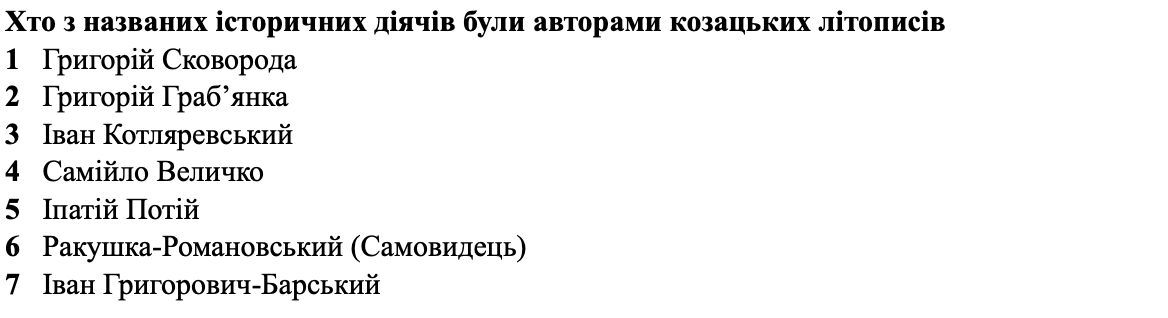 Хто з названих історичних діячів були авторами козацьких літописів
1 Григорій Сковорода
2 Григорій Граб’янка
3 Іван Котляревський
4 Самійло Величко
5 Іпатій Потій
6 Ракушка-Романовський (Самовидець)
7 Іван Григорович-Барський